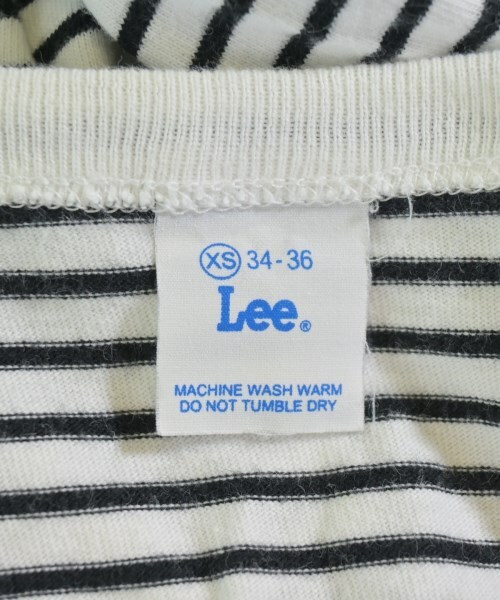 XS 34-36
Lee®
MACHINE WASH WARM
DO NOT TUMBLE DRY